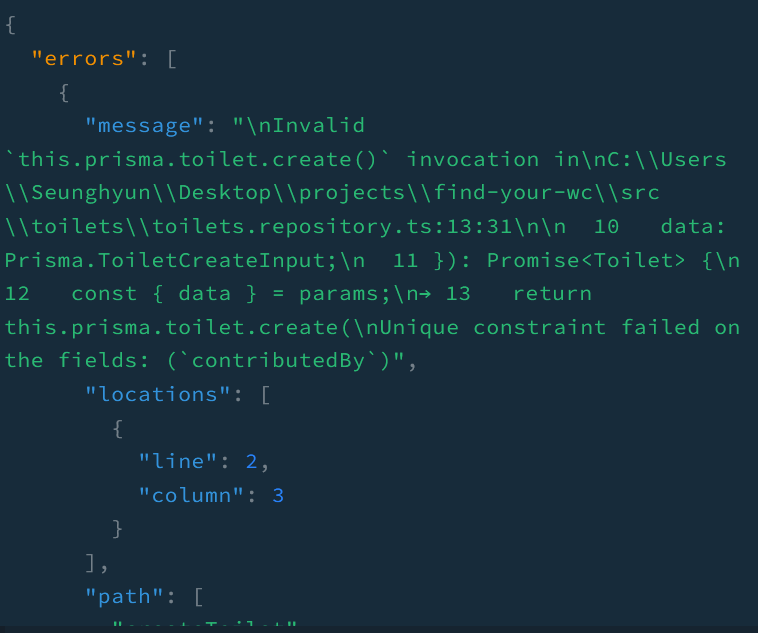 {
"errors": [
{
"message": "\nInvalid
`this.prisma.toilet.create()` invocation in\nC:\\Users
\\Seunghyun\\Desktop\\projects\\find-your-wc\\src
\\toilets\\toilets.repository.ts:13:31\n\n  10   data:
Prisma.ToiletCreateInput;\n  11 }): Promise<Toilet> {\n
12   const { data } = params;\n→ 13   return
this.prisma.toilet.create(\nUnique constraint failed on
the fields: (`contributedBy`)",
"locations": [
{
"line": 2,
"column": 3
}
],
"path": [
"createToilet"